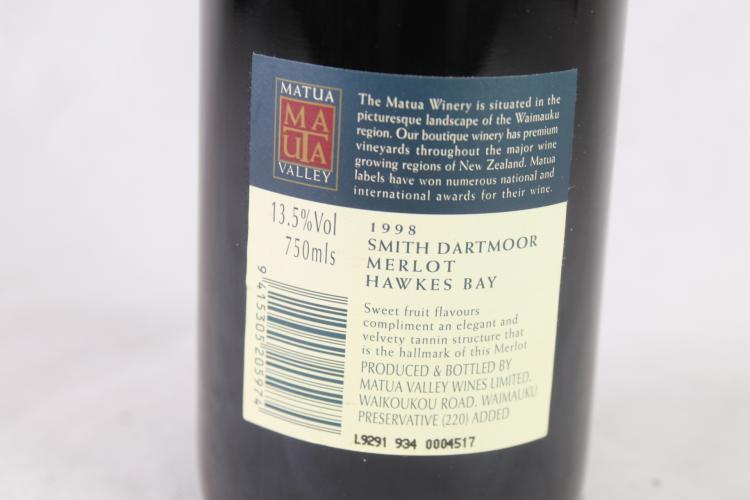 MATUA
MA
UTA
VALLEY
The Matua Winery is situated in the
picturesque landscape of the Waimauku
region. Our boutique winery has premium
vineyards throughout the major wine
growing regions of New Zealand. Matua
labels have won numerous national and
international awards for their wine.
13.5%Vol
750mls
1998
SMITH DARTMOOR
MERLOT
HAWKES BAY
Sweet fruit flavours
compliment an elegant and
velvety tannin structure that
is the hallmark of this Merlot
PRODUCED & BOTTLED BY
MATUA VALLEY WINES LIMITED,
WAIKOUKOU ROAD, WAIMAUKU
PRESERVATIVE (220) ADDED
9 415305 205974
L9291 934 0004517